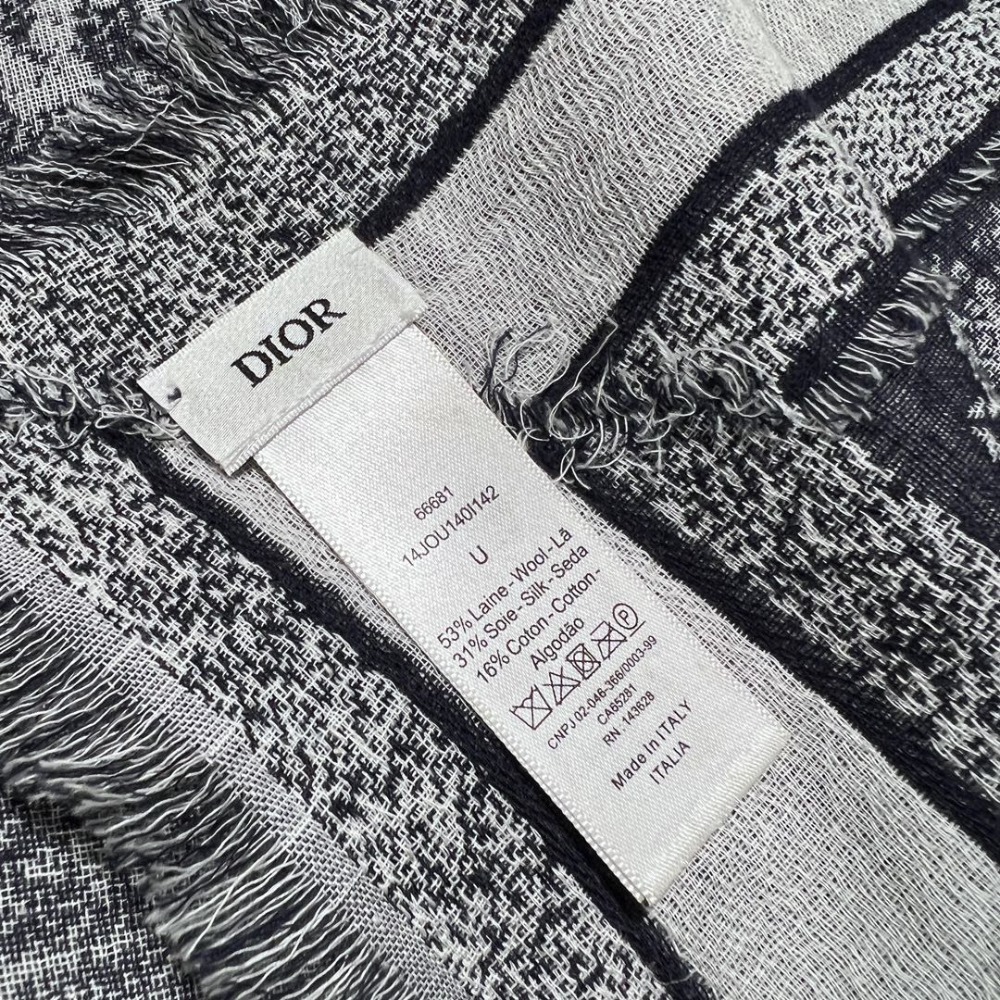 DIOR
66681
14JOU140I142
U
53% Laine - Wool - Lã
31% Soie - Silk - Seda
16% Coton - Cotton -
Algodão
P
CNPJ 02-046-366/0003-99
CA65281
RN 143628
Made In ITALY
ITALIA